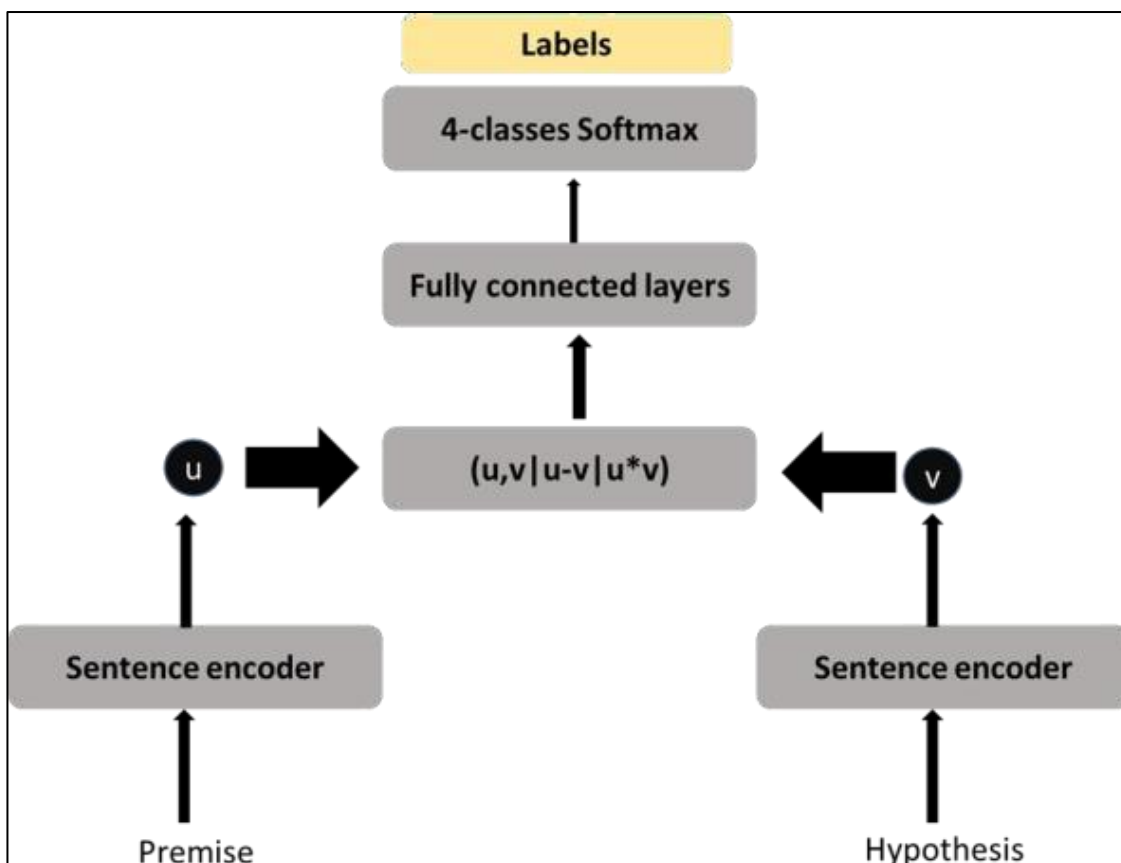 Labels
4-classes Softmax
Fully connected layers
u
(u,v|u-v|u*v)
v
Sentence encoder
Sentence encoder
Premise
Hypothesis